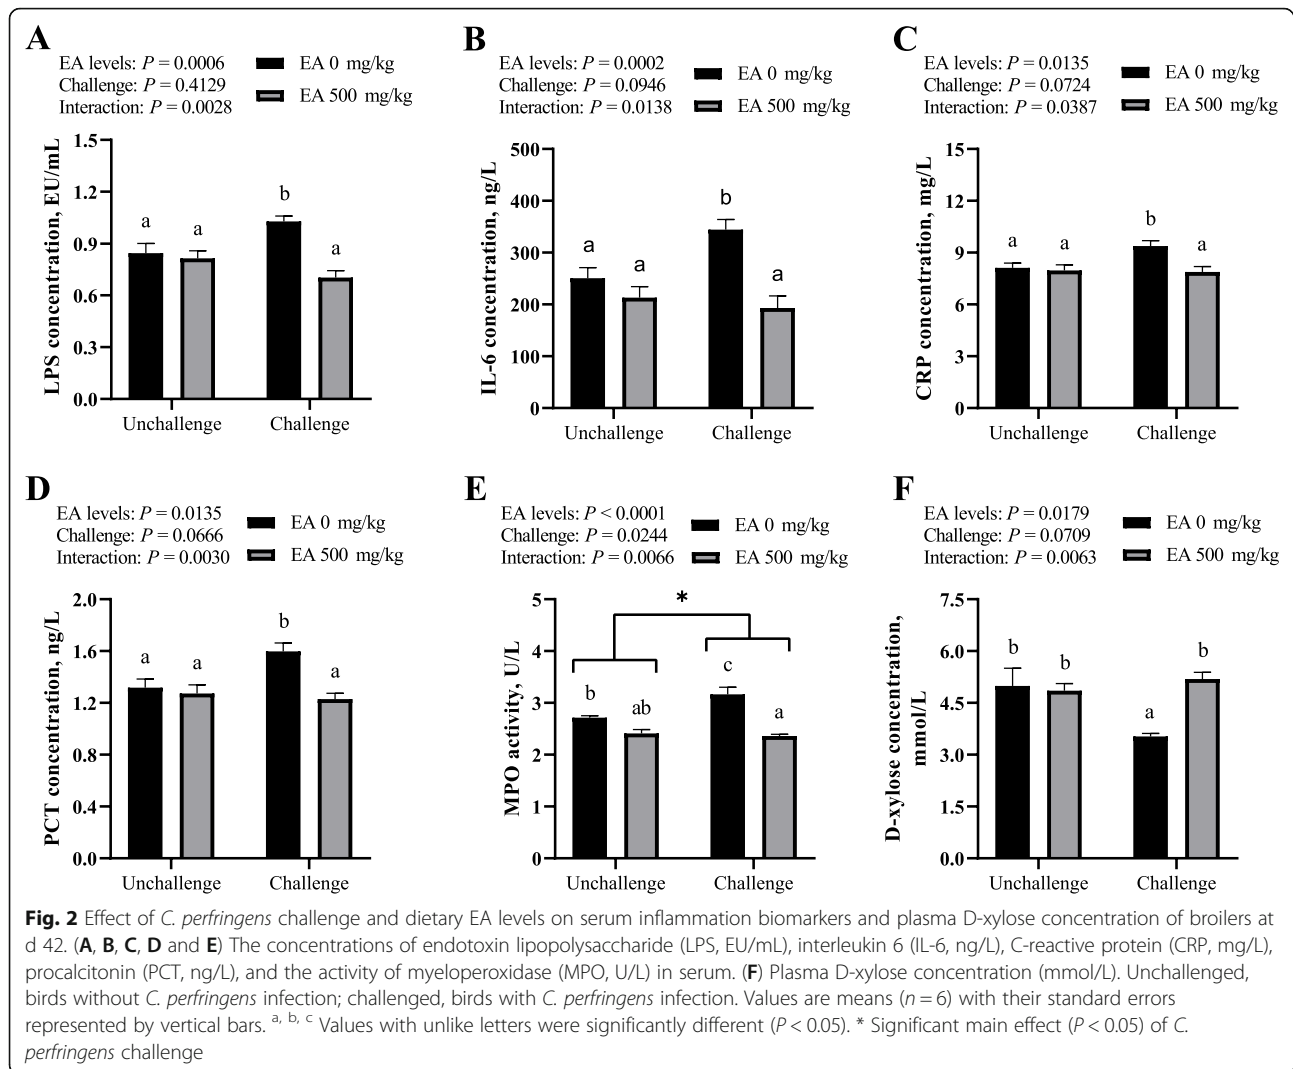 A
EA levels: P = 0.0006
Challenge: P = 0.4129
Interaction: P = 0.0028
EA 0 mg/kg
EA 500 mg/kg
LPS concentration, EU/mL
1.5
1.2
0.9
0.6
0.3
0.0
a
a
b
a
Unchallenge
Challenge
B
EA levels: P = 0.0002
Challenge: P = 0.0946
Interaction: P = 0.0138
EA 0 mg/kg
EA 500 mg/kg
IL-6 concentration, ng/L
500
400
300
200
100
0
a
a
b
a
Unchallenge
Challenge
C
EA levels: P = 0.0135
Challenge: P = 0.0724
Interaction: P = 0.0387
EA 0 mg/kg
EA 500 mg/kg
CRP concentration, mg/L
15
12
9
6
3
0
a
a
b
a
Unchallenge
Challenge
D
EA levels: P = 0.0135
Challenge: P = 0.0666
Interaction: P = 0.0030
EA 0 mg/kg
EA 500 mg/kg
PCT concentration, ng/L
2.0
1.6
1.2
0.8
0.4
0.0
a
a
b
a
Unchallenge
Challenge
E
EA levels: P < 0.0001
Challenge: P = 0.0244
Interaction: P = 0.0066
EA 0 mg/kg
EA 500 mg/kg
MPO activity, U/L
5
4
3
2
1
0
*
b
ab
c
a
Unchallenge
Challenge
F
EA levels: P = 0.0179
Challenge: P = 0.0709
Interaction: P = 0.0063
EA 0 mg/kg
EA 500 mg/kg
D-xylose concentration,
mmol/L
7.5
6.0
4.5
3.0
1.5
0.0
b
b
a
b
Unchallenge
Challenge
Fig. 2 Effect of C. perfringens challenge and dietary EA levels on serum inflammation biomarkers and plasma D-xylose concentration of broilers at
d 42. (A, B, C, D and E) The concentrations of endotoxin lipopolysaccharide (LPS, EU/mL), interleukin 6 (IL-6, ng/L), C-reactive protein (CRP, mg/L),
procalcitonin (PCT, ng/L), and the activity of myeloperoxidase (MPO, U/L) in serum. (F) Plasma D-xylose concentration (mmol/L). Unchallenged,
birds without C. perfringens infection; challenged, birds with C. perfringens infection. Values are means (n = 6) with their standard errors
represented by vertical bars. a, b, c Values with unlike letters were significantly different (P < 0.05). * Significant main effect (P < 0.05) of C.
perfringens challenge